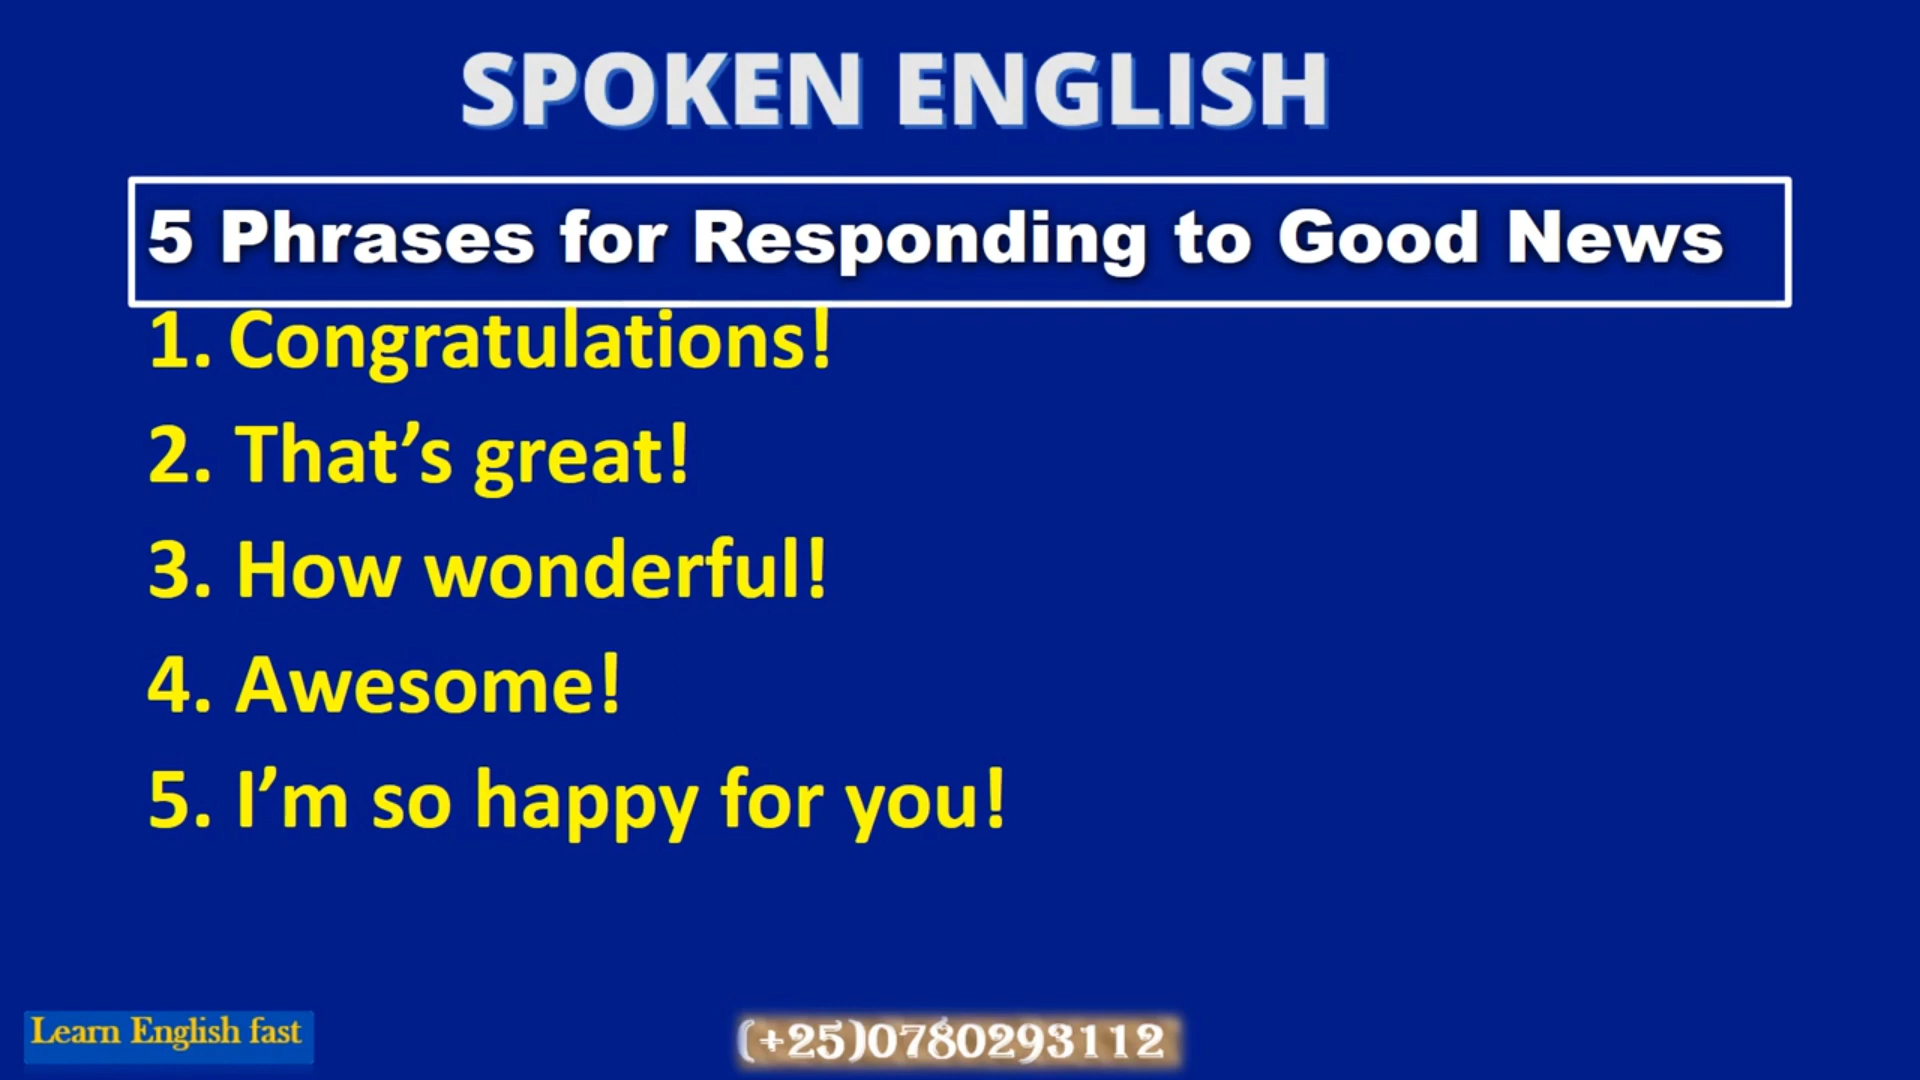 SPOKEN ENGLISH
5 Phrases for Responding to Good News
1. Congratulations!
2. That’s great!
3. How wonderful!
4. Awesome!
5. I’m so happy for you!
Learn English fast
(+25)0780293112